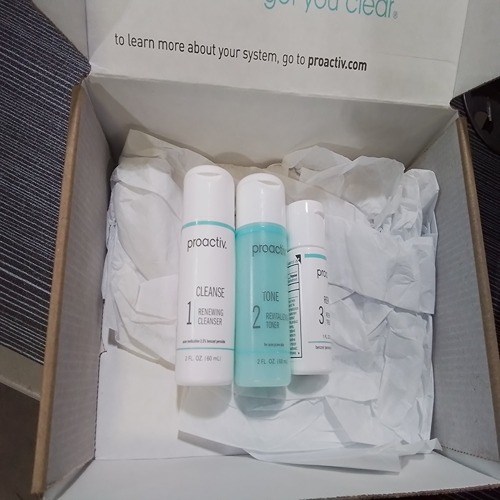 get you clear®
to learn more about your system, go to proactiv.com
proactiv.
CLEANSE
1
RENEWING
CLEANSER
2 FL OZ (60 mL)
proactiv
TONE
2
REVITALIZING
TONER
2 FL OZ (60
3